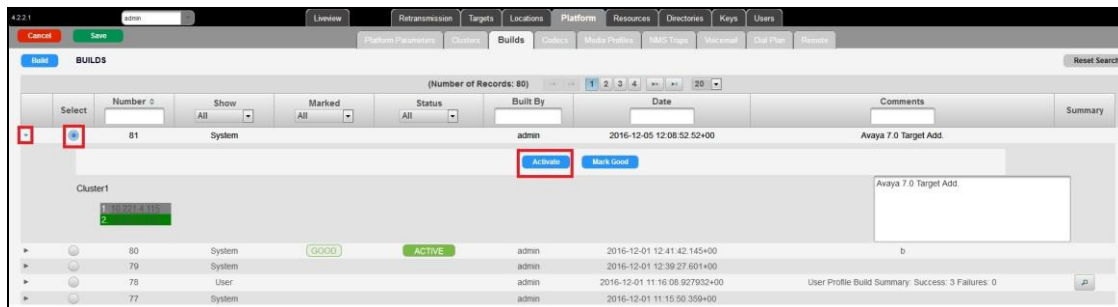 4.2.2.1 admin Liveview Retransmission Targets Locations Platform Resources Directories Keys Users
Cancel Save Platform Parameters Clusters Builds Codecs Media Profiles NMS Traps Voicemail Dial Plan Remote
Build BUILDS Reset Search
(Number of Records: 80) 1 2 3 4 20
Select Number Show Marked Status Built By Date Comments Summary
All All All
81 System admin 2016-12-05 12:08:52.52+00 Avaya 7.0 Target Add.
Activate Mark Good
Cluster1 Avaya 7.0 Target Add.
1. 10.221.4.115
2.
80 System GOOD ACTIVE admin 2016-12-01 12:41:42.145+00 b
79 System admin 2016-12-01 12:39:27.601+00
78 User admin 2016-12-01 11:16:08.927932+00 User Profile Build Summary: Success: 3 Failures: 0
77 System admin 2016-12-01 11:15:50.359+00